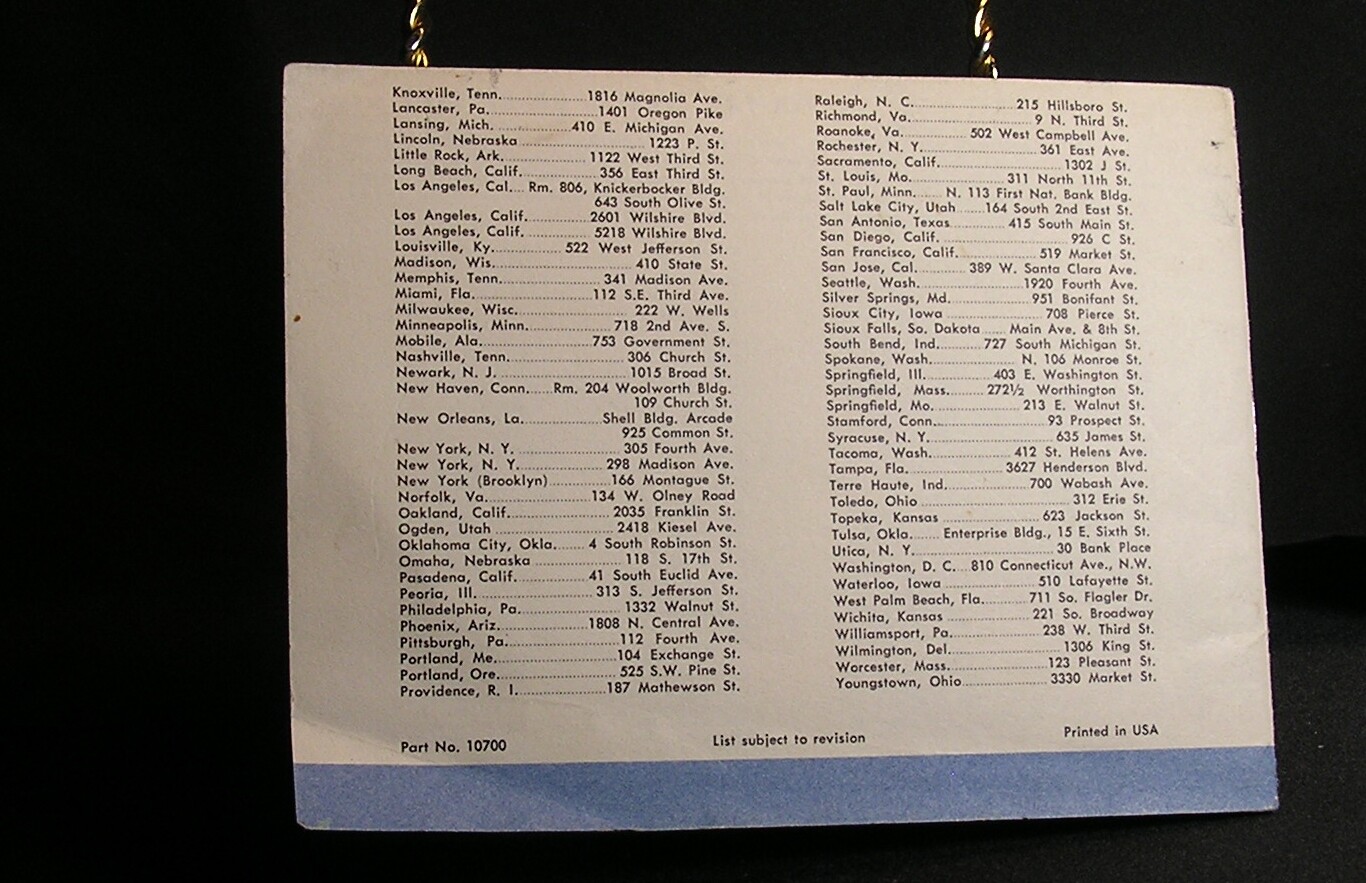 Knoxville, Tenn. 1816 Magnolia Ave.
Lancaster, Pa. 1401 Oregon Pike
Lansing, Mich. 410 E. Michigan Ave.
Lincoln, Nebraska 1223 P. St.
Little Rock, Ark. 1122 West Third St.
Long Beach, Calif. 356 East Third St.
Los Angeles, Cal. Rm. 806, Knickerbocker Bldg.
643 South Olive St.
Los Angeles, Calif. 2601 Wilshire Blvd.
Los Angeles, Calif. 5218 Wilshire Blvd.
Louisville, Ky. 522 West Jefferson St.
Madison, Wis. 410 State St.
Memphis, Tenn. 341 Madison Ave.
Miami, Fla. 112 S.E. Third Ave.
Milwaukee, Wisc. 222 W. Wells
Minneapolis, Minn. 718 2nd Ave. S.
Mobile, Ala. 753 Government St.
Nashville, Tenn. 306 Church St.
Newark, N. J. 1015 Broad St.
New Haven, Conn. Rm. 204 Woolworth Bldg.
109 Church St.
New Orleans, La. Shell Bldg. Arcade
925 Common St.
New York, N. Y. 305 Fourth Ave.
New York, N. Y. 298 Madison Ave.
New York (Brooklyn) 166 Montague St.
Norfolk, Va. 134 W. Olney Road
Oakland, Calif. 2035 Franklin St.
Ogden, Utah 2418 Kiesel Ave.
Oklahoma City, Okla. 4 South Robinson St.
Omaha, Nebraska 118 S. 17th St.
Pasadena, Calif. 41 South Euclid Ave.
Peoria, Ill. 313 S. Jefferson St.
Philadelphia, Pa. 1332 Walnut St.
Phoenix, Ariz. 1808 N. Central Ave.
Pittsburgh, Pa. 112 Fourth Ave.
Portland, Me. 104 Exchange St.
Portland, Ore. 525 S.W. Pine St.
Providence, R. I. 187 Mathewson St.
Raleigh, N. C. 215 Hillsboro St.
Richmond, Va. 9 N. Third St.
Roanoke, Va. 502 West Campbell Ave.
Rochester, N. Y. 361 East Ave.
Sacramento, Calif. 1302 J St.
St. Louis, Mo. 311 North 11th St.
St. Paul, Minn. N. 113 First Nat. Bank Bldg.
Salt Lake City, Utah 164 South 2nd East St.
San Antonio, Texas 415 South Main St.
San Diego, Calif. 926 C St.
San Francisco, Calif. 519 Market St.
San Jose, Cal. 389 W. Santa Clara Ave.
Seattle, Wash. 1920 Fourth Ave.
Silver Springs, Md. 951 Bonifant St.
Sioux City, Iowa 708 Pierce St.
Sioux Falls, So. Dakota Main Ave. & 8th St.
South Bend, Ind. 727 South Michigan St.
Spokane, Wash. N. 106 Monroe St.
Springfield, Ill. 403 E. Washington St.
Springfield, Mass. 272½ Worthington St.
Springfield, Mo. 213 E. Walnut St.
Stamford, Conn. 93 Prospect St.
Syracuse, N. Y. 635 James St.
Tacoma, Wash. 412 St. Helens Ave.
Tampa, Fla. 3627 Henderson Blvd.
Terre Haute, Ind. 700 Wabash Ave.
Toledo, Ohio 312 Erie St.
Topeka, Kansas 623 Jackson St.
Tulsa, Okla. Enterprise Bldg., 15 E. Sixth St.
Utica, N. Y. 30 Bank Place
Washington, D. C. 810 Connecticut Ave., N.W.
Waterloo, Iowa 510 Lafayette St.
West Palm Beach, Fla. 711 So. Flagler Dr.
Wichita, Kansas 221 So. Broadway
Williamsport, Pa. 238 W. Third St.
Wilmington, Del. 1306 King St.
Worcester, Mass. 123 Pleasant St.
Youngstown, Ohio 3330 Market St.
Part No. 10700 List subject to revision Printed in USA